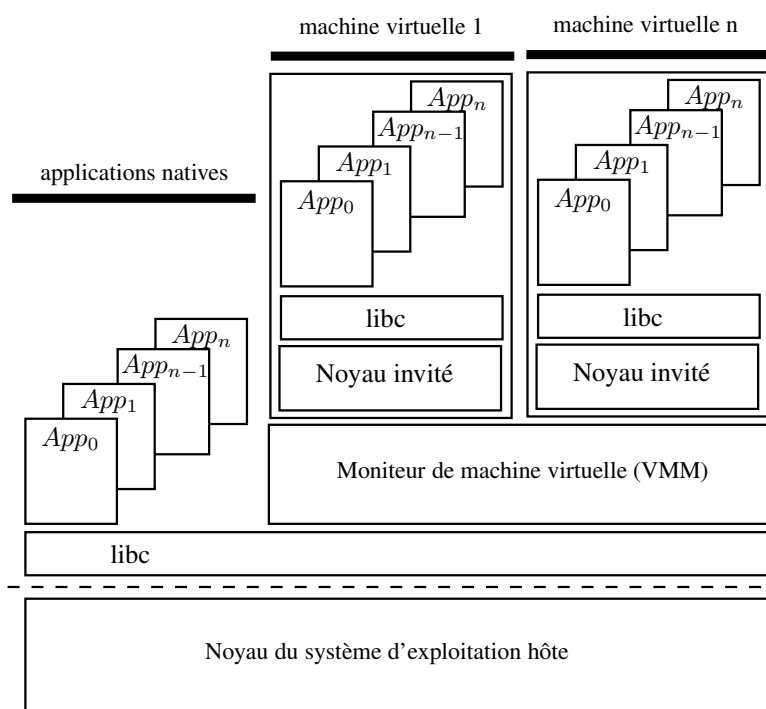 machine virtuelle 1
machine virtuelle n
App_n
App_{n−1}
App_1
App_0
App_n
App_{n−1}
App_1
App_0
applications natives
libc
libc
Noyau invité
Noyau invité
App_n
App_{n−1}
App_1
App_0
Moniteur de machine virtuelle (VMM)
libc
Noyau du système d'exploitation hôte